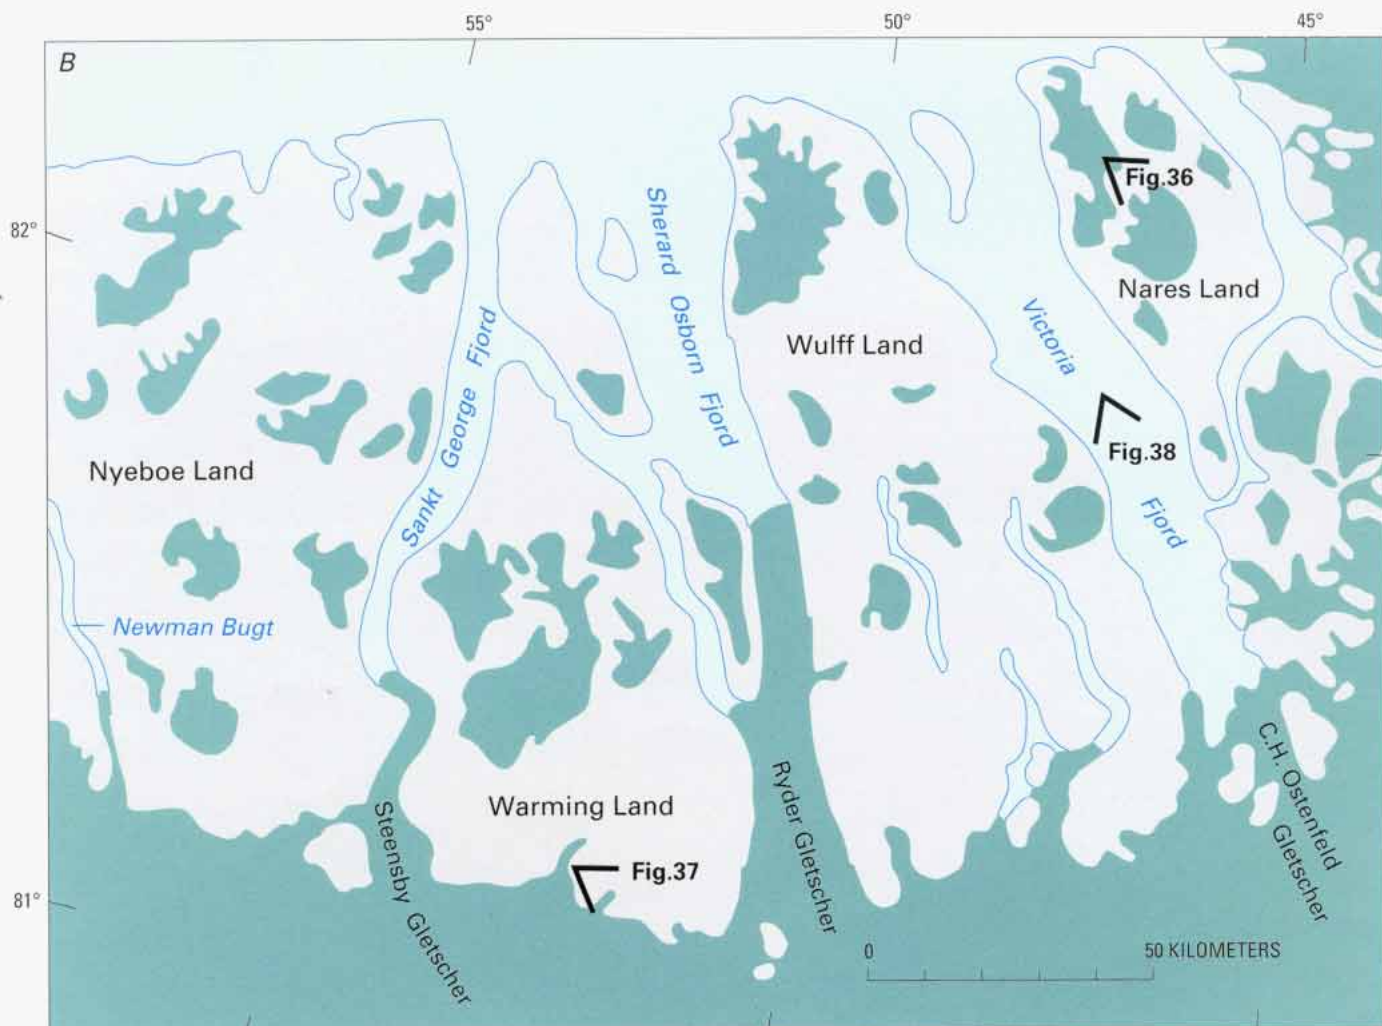 55°
50°
45°
B
82°
Fig.36
Nares Land
Sherard Osborn Fjord
Wulff Land
Victoria Fjord
Sankt George Fjord
Fig.38
Nyeboe Land
Newman Bugt
Warming Land
Ryder Gletscher
C.H. Ostenfeld
Gletscher
Steensby Gletscher
Fig.37
81°
0 50 KILOMETERS